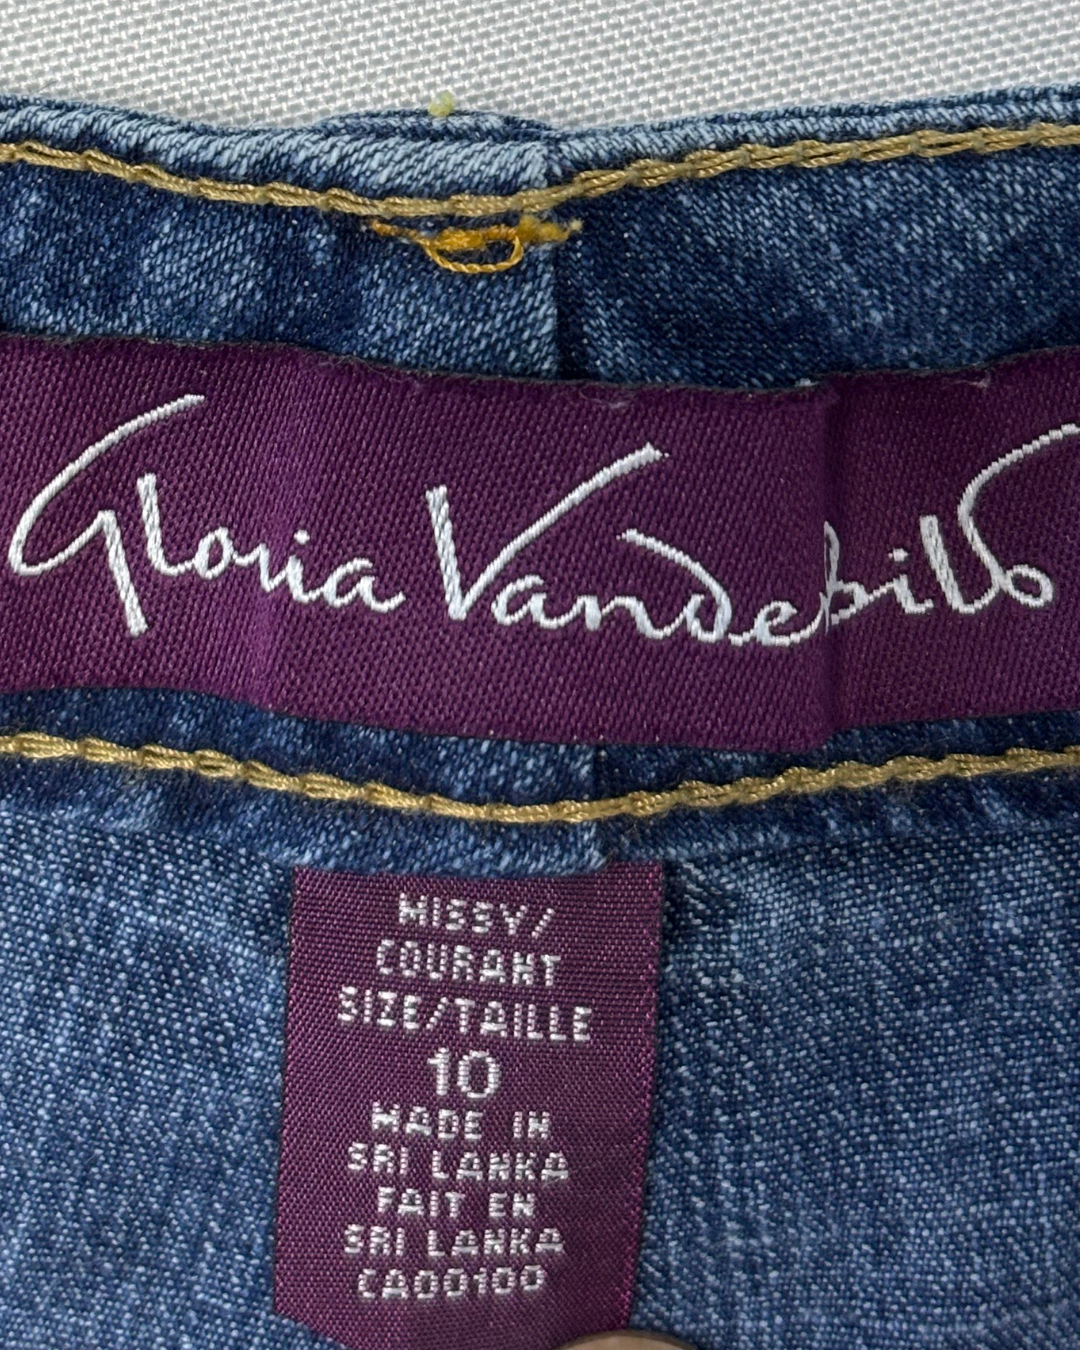 Gloria Vanderbilt
MISSY/
COURANT
SIZE/TAILLE
10
MADE IN
SRI LANKA
FAIT EN
SRI LANKA
CA00100